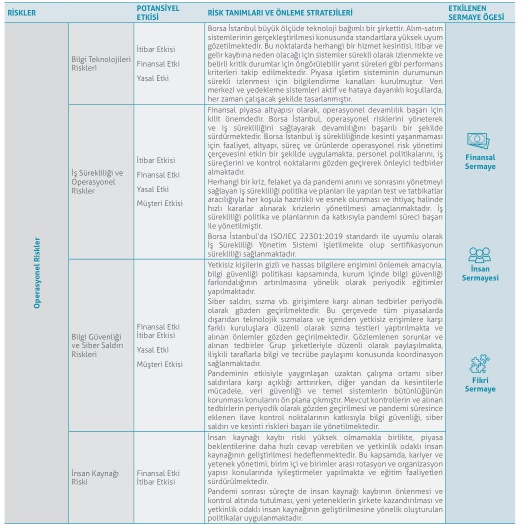 RİSKLER
POTANSİYEL
ETKİSİ
RİSK TANIMLARI VE ÖNLEME STRATEJİLERİ
ETKİLENEN
SERMAYE ÖGESİ
Operasyonel Riskler
Bilgi Teknolojileri
Riskleri
İtibar Etkisi
Finansal Etki
Yasal Etki
Borsa İstanbul büyük ölçüde teknoloji bağımlı bir şirkettir. Alım-satım
sistemlerinin gerçekleştirilmesi konusunda standartlara yüksek uyum
gözetilmektedir. Bu noktalarda herhangi bir hizmet kesintisi, itibar ve
gelir kaybına neden olacağı için sistemler sürekli olarak izlenmekte ve
belirli kritik durumlar için öngörülebilir yanıt süreleri gibi performans
kriterleri takip edilmektedir. Piyasa işletim sisteminin durumunun
sürekli izlenmesi için bilgilendirme kanalları kurulmuştur. Veri
merkezi ve yedekleme sistemleri aktif ve hataya dayanıklı koşullarda,
her zaman çalışacak şekilde tasarlanmıştır.
İş Sürekliliği ve
Operasyonel
Riskler
İtibar Etkisi
Finansal Etki
Yasal Etki
Müşteri Etkisi
Finansal piyasa altyapısı olarak, operasyonel devamlılık başarı için
kilit önemdedir. Borsa İstanbul, operasyonel risklerini yöneterek
ve iş sürekliliğini sağlayarak devamlılığını başarılı bir şekilde
sürdürmektedir. Borsa İstanbul iş sürekliliğinde kesinti yaşanmaması
için faaliyet, altyapı, süreç ve ürünlerde operasyonel risk yönetimi
çerçevesini etkin bir şekilde uygulamakta, personel politikalarını, iş
süreçlerini ve kontrol noktalarını gözden geçirerek önleyici tedbirler
almaktadır.
Herhangi bir kriz, felaket ya da pandemi anını ve sonrasını yönetmeyi
sağlayan iş sürekliliği politika ve planları ile yapılan test ve tatbikatlar
aracılığıyla her koşula hazırlıklı ve esnek olunması ve ihtiyaç halinde
hızlı kararlar alınarak krizlerin yönetilmesi amaçlanmaktadır. İş
sürekliliği politika ve planlarının da katkısıyla pandemi süreci başarı
ile yönetilmiştir.
Borsa İstanbul'da ISO/IEC 22301:2019 standardı ile uyumlu olarak
İş Sürekliliği Yönetim Sistemi işletilmekte olup sertifikasyonun
sürekliliği sağlanmaktadır.
Bilgi Güvenliği
ve Siber Saldırı
Riskleri
Finansal Etki
İtibar Etkisi
Yasal Etki
Müşteri Etkisi
Yetkisiz kişilerin gizli ve hassas bilgilere erişimini önlemek amacıyla,
bilgi güvenliği politikası kapsamında, kurum içinde bilgi güvenliği
farkındalığının artırılmasına yönelik olarak periyodik eğitimler
yapılmaktadır.
Siber saldırı, sızma vb. girişimlere karşı alınan tedbirler periyodik
olarak gözden geçirilmektedir. Bu çerçevede tüm piyasalarda
dışarıdan teknolojik sızmalara ve içeriden yetkisiz erişimlere karşı
farklı kuruluşlara düzenli olarak sızma testleri yaptırılmakta ve
alınan önlemler gözden geçirilmektedir. Gözlemlenen sorunlar ve
alınan tedbirler Grup şirketleriyle düzenli olarak paylaşılmakta,
ilişkili taraflarla bilgi ve tecrübe paylaşımı konusunda koordinasyon
sağlanmaktadır.
Pandeminin etkisiyle yaygınlaşan uzaktan çalışma ortamı siber
saldırılara karşı açıklığı arttırırken, diğer yandan da kesintilerle
mücadele, veri güvenliği ve temel sistemlerin bütünlüğünün
korunması konularını ön plana çıkmıştır. Mevcut kontrollerin ve alınan
tedbirlerin periyodik olarak gözden geçirilmesi ve pandemi süresince
eklenen ilave kontrol noktalarının katkısıyla bilgi güvenliği, siber
saldırı ve kesinti riskleri başarı ile yönetilmektedir.
İnsan Kaynağı
Riski
Finansal Etki
İtibar Etkisi
İnsan kaynağı kaybı riski yüksek olmamakla birlikte, piyasa
beklentilerine daha hızlı cevap verebilen ve yetkinlik odaklı insan
kaynağının geliştirilmesi hedeflenmektedir. Bu kapsamda, kariyer ve
yetenek yönetimi, birim içi ve birimler arası rotasyon ve organizasyon
yapısı konularında iyileştirmeler yapılmakta ve eğitim faaliyetleri
sürdürülmektedir.
Pandemi sonrası süreçte de insan kaynağı kaybının önlenmesi ve
kontrol altında tutulması, yeni yeteneklerin şirkete kazandırılması ve
yetkinlik odaklı insan kaynağının geliştirilmesine yönelik oluşturulan
politikalar uygulanmaktadır.
Finansal
Sermaye
İnsan
Sermayesi
Fikri
Sermaye